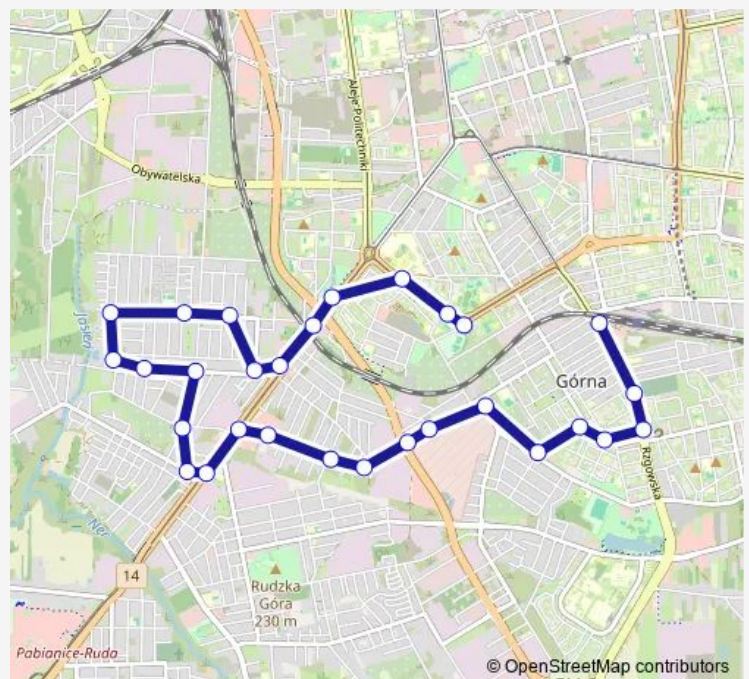 Aleje Politechniki
Obywatelska
Jasień
Górna
Rzgowska
Ner
14
Rudzka
Góra
230 m
Pabianice-Ruda
© OpenStreetMap contributors